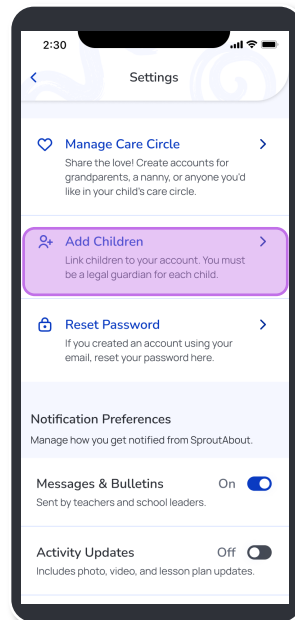 2:30
Settings
Manage Care Circle
Share the love! Create accounts for
grandparents, a nanny, or anyone you'd
like in your child's care circle.
Add Children
Link children to your account. You must
be a legal guardian for each child.
Reset Password
If you created an account using your
email, reset your password here.
Notification Preferences
Manage how you get notified from SproutAbout.
Messages & Bulletins On
Sent by teachers and school leaders.
Activity Updates Off
Includes photo, video, and lesson plan updates.